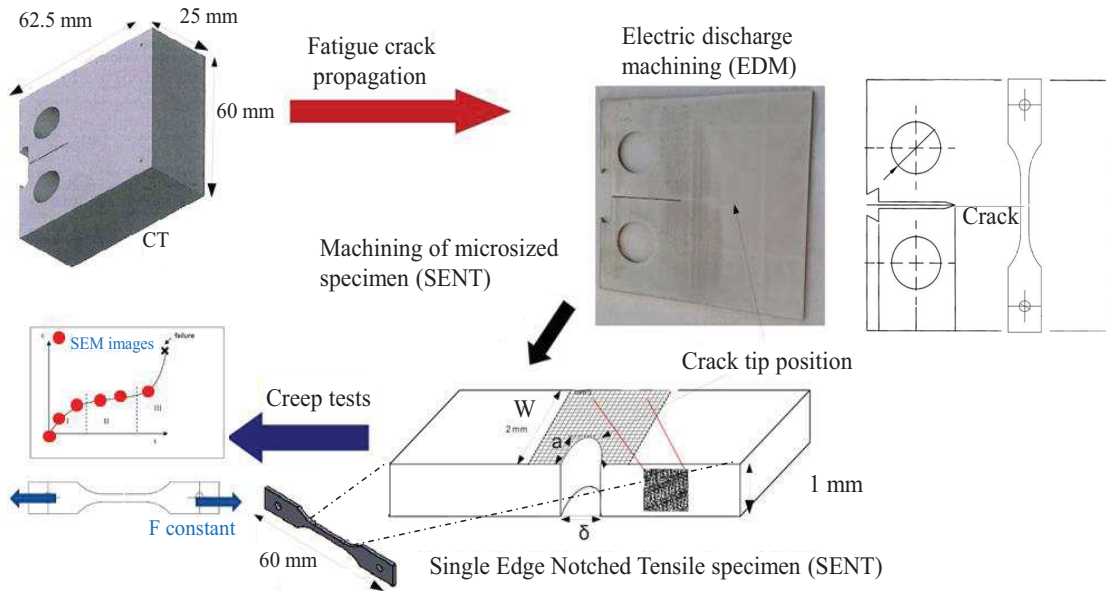 62.5 mm
25 mm
60 mm
CT
Fatigue crack
propagation
Electric discharge
machining (EDM)
Crack
Machining of microsized
specimen (SENT)
Crack tip position
SEM images
failure
I
II
III
t
Creep tests
W
2 mm
a
1 mm
δ
F constant
60 mm
Single Edge Notched Tensile specimen (SENT)